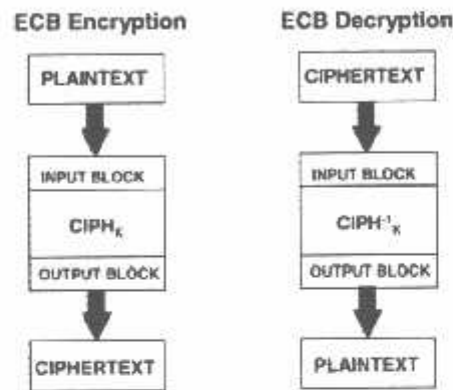 ECB Encryption
PLAINTEXT
INPUT BLOCK
CIPHK
OUTPUT BLOCK
CIPHERTEXT
ECB Decryption
CIPHERTEXT
INPUT BLOCK
CIPH-1K
OUTPUT BLOCK
PLAINTEXT